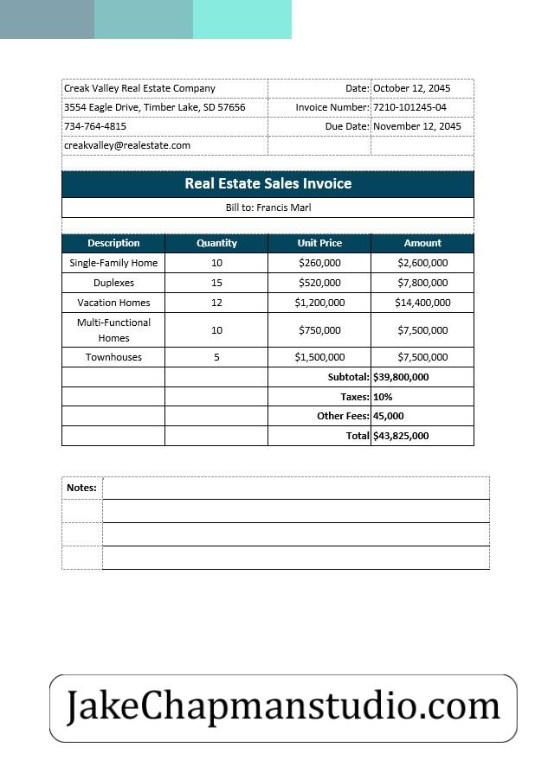 Creak Valley Real Estate Company Date: October 12, 2045
3554 Eagle Drive, Timber Lake, SD 57656 Invoice Number: 7210-101245-04
734-764-4815 Due Date: November 12, 2045
creakvalley@realestate.com
Real Estate Sales Invoice
Bill to: Francis Marl
Description Quantity Unit Price Amount
Single-Family Home 10 $260,000 $2,600,000
Duplexes 15 $520,000 $7,800,000
Vacation Homes 12 $1,200,000 $14,400,000
Multi-Functional
Homes 10 $750,000 $7,500,000
Townhouses 5 $1,500,000 $7,500,000
Subtotal: $39,800,000
Taxes: 10%
Other Fees: 45,000
Total $43,825,000
Notes:
JakeChapmanstudio.com